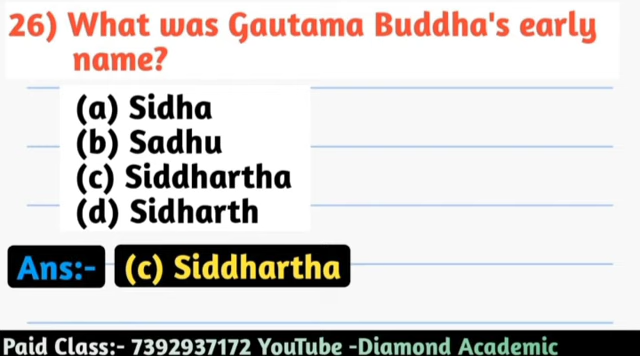 26) What was Gautama Buddha's early
name?
(a) Sidha
(b) Sadhu
(c) Siddhartha
(d) Sidharth
Ans:- (c) Siddhartha
Paid Class:- 7392937172 YouTube -Diamond Academic